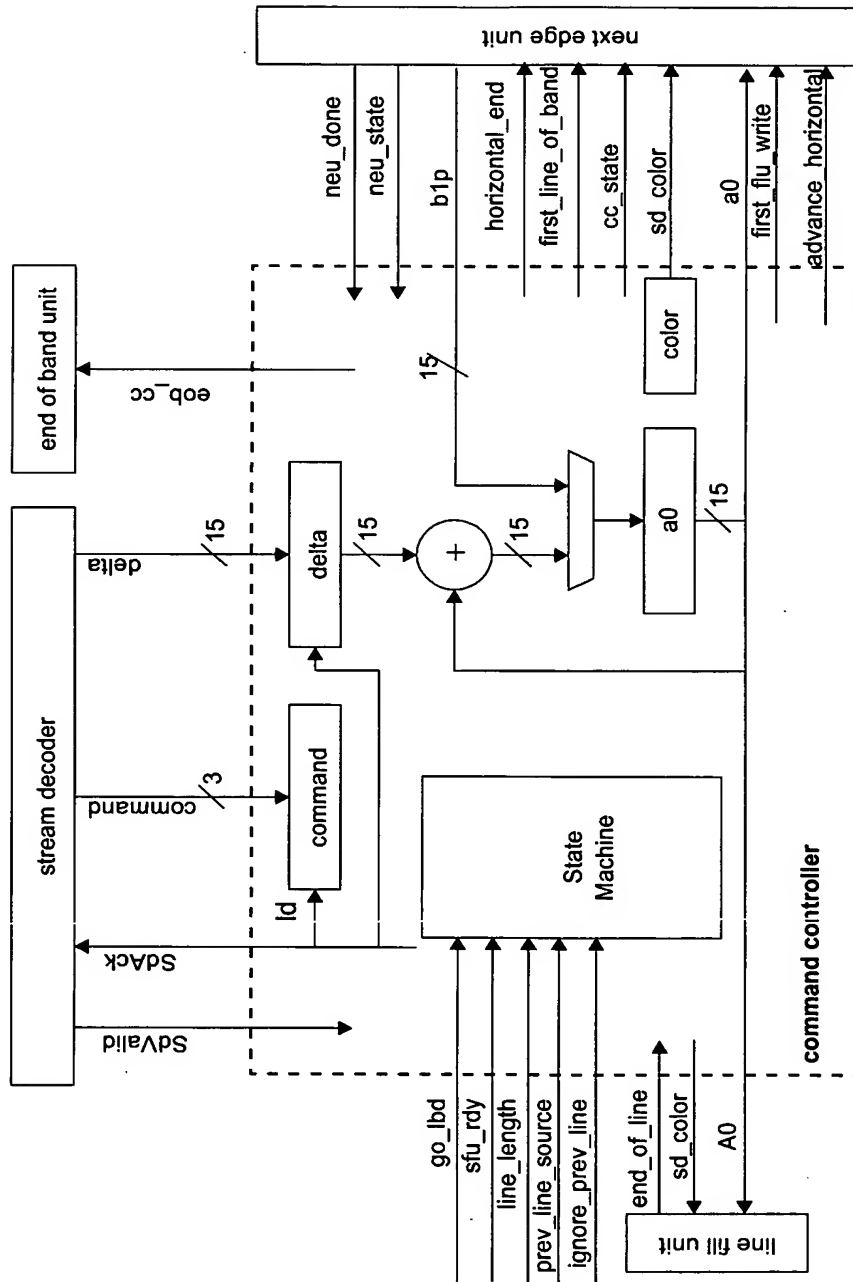 stream decoder
end of band unit
SdValid
SdAck
command
3
delta
15
eob_cc
neu_done
neu_state
b1p
horizontal_end
first_line_of_band
cc_state
sd_color
a0
first_flu_write
advance_horizontal
next edge unit
ld
command
delta
15
+
15
15
a0
15
color
State
Machine
go_lbd
sfu_rdy
line_length
prev_line_source
ignore_prev_line
end_of_line
sd_color
A0
line fill unit
command controller